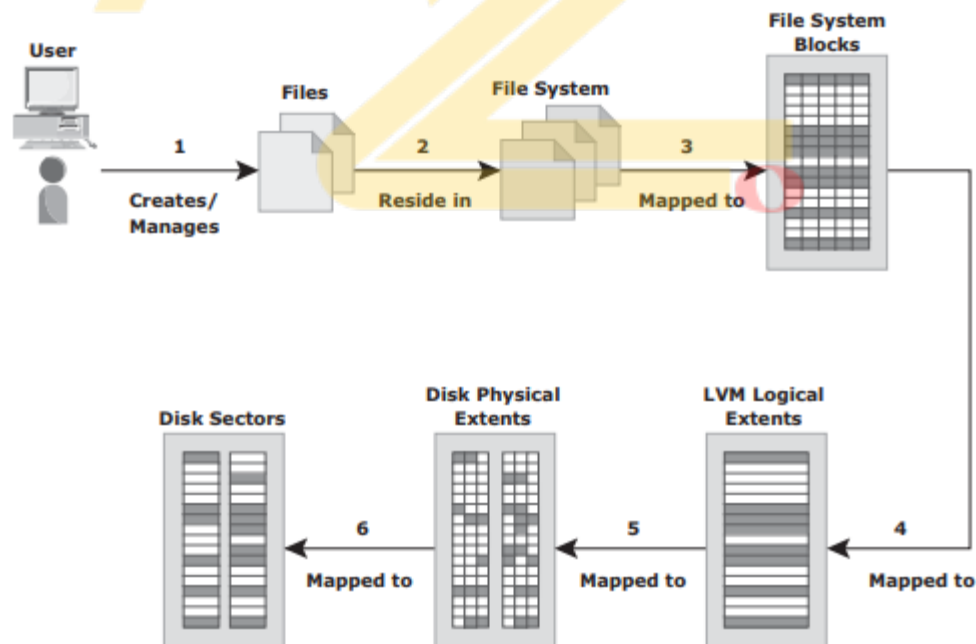 User
Files
File System
File System
Blocks
1
Creates/
Manages
2
Reside in
3
Mapped to
Disk Sectors
Disk Physical
Extents
LVM Logical
Extents
6
Mapped to
5
Mapped to
4
Mapped to